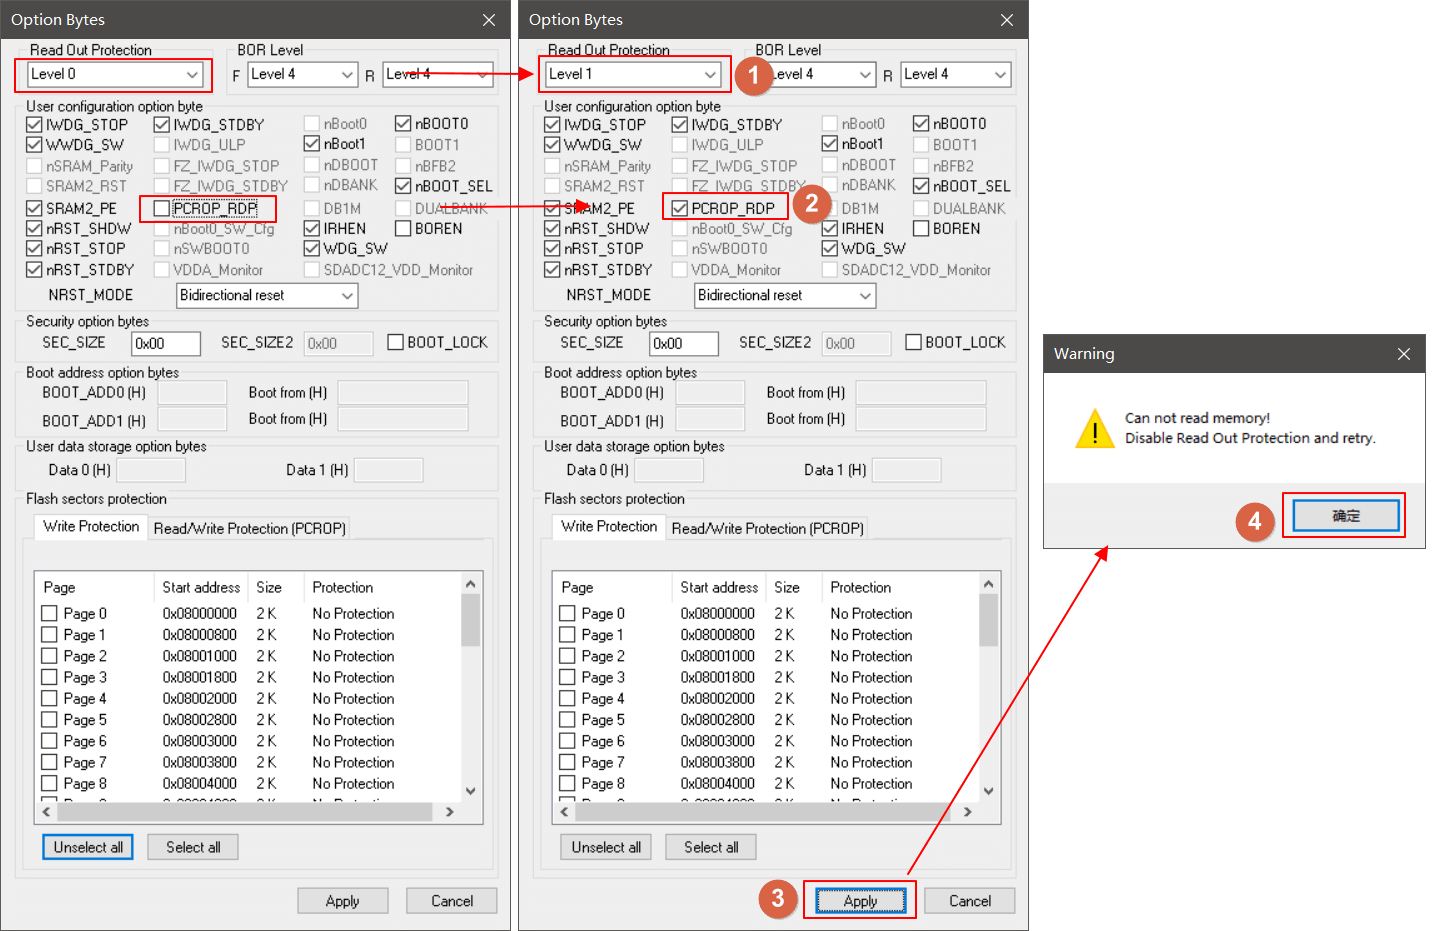 Option Bytes
Read Out Protection
BOR Level
Level 0
F
Level 4
R
Level 4
User configuration option byte
IWDG_STOP
IWDG_STDBY
nBoot0
nBOOT0
WWDG_SW
IWDG_ULP
nBoot1
BOOT1
nSRAM_Parity
FZ_IWDG_STOP
nDBOOT
nBFB2
SRAM2_RST
FZ_IWDG_STDBY
nDBANK
nBOOT_SEL
SRAM2_PE
PCROP_RDP
DB1M
DUALBANK
nRST_SHDW
nBoot0_SW_Cfg
IRHEN
BOREN
nRST_STOP
nSWBOOT0
WDG_SW
nRST_STDBY
VDDA_Monitor
SDADC12_VDD_Monitor
NRST_MODE
Bidirectional reset
Security option bytes
SEC_SIZE
0x00
SEC_SIZE2
0x00
BOOT_LOCK
Boot address option bytes
BOOT_ADD0 (H)
Boot from (H)
BOOT_ADD1 (H)
Boot from (H)
User data storage option bytes
Data 0 (H)
Data 1 (H)
Flash sectors protection
Write Protection
Read/Write Protection (PCROP)
Page Start address Size Protection
Page 0 0x08000000 2 K No Protection
Page 1 0x08000800 2 K No Protection
Page 2 0x08001000 2 K No Protection
Page 3 0x08001800 2 K No Protection
Page 4 0x08002000 2 K No Protection
Page 5 0x08002800 2 K No Protection
Page 6 0x08003000 2 K No Protection
Page 7 0x08003800 2 K No Protection
Page 8 0x08004000 2 K No Protection
Unselect all
Select all
Apply
Cancel
Option Bytes
Read Out Protection
BOR Level
Level 1
1
Level 4
R
Level 4
User configuration option byte
IWDG_STOP
IWDG_STDBY
nBoot0
nBOOT0
WWDG_SW
IWDG_ULP
nBoot1
BOOT1
nSRAM_Parity
FZ_IWDG_STOP
nDBOOT
nBFB2
SRAM2_RST
FZ_IWDG_STDBY
nDBANK
nBOOT_SEL
SRAM2_PE
PCROP_RDP
2
DB1M
DUALBANK
nRST_SHDW
nBoot0_SW_Cfg
IRHEN
BOREN
nRST_STOP
nSWBOOT0
WDG_SW
nRST_STDBY
VDDA_Monitor
SDADC12_VDD_Monitor
NRST_MODE
Bidirectional reset
Security option bytes
SEC_SIZE
0x00
SEC_SIZE2
0x00
BOOT_LOCK
Boot address option bytes
BOOT_ADD0 (H)
Boot from (H)
BOOT_ADD1 (H)
Boot from (H)
User data storage option bytes
Data 0 (H)
Data 1 (H)
Flash sectors protection
Write Protection
Read/Write Protection (PCROP)
Page Start address Size Protection
Page 0 0x08000000 2 K No Protection
Page 1 0x08000800 2 K No Protection
Page 2 0x08001000 2 K No Protection
Page 3 0x08001800 2 K No Protection
Page 4 0x08002000 2 K No Protection
Page 5 0x08002800 2 K No Protection
Page 6 0x08003000 2 K No Protection
Page 7 0x08003800 2 K No Protection
Page 8 0x08004000 2 K No Protection
Unselect all
Select all
3
Apply
Cancel
Warning
Can not read memory!
Disable Read Out Protection and retry.
4
确定